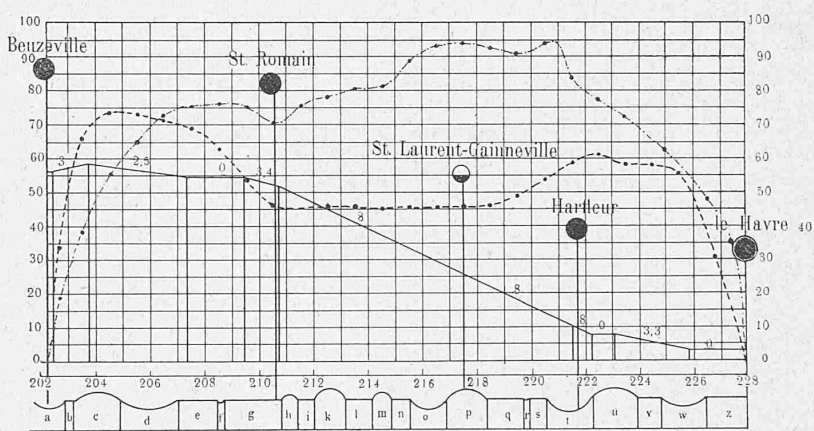 100 100
Beuzeville
90 90
St. Romain
80 80
70 70
St. Laurent-Gainneville
60 60
3 2,5 0 3,4
50 50
Harfleur
le Havre 40
40
8
30 30
20 20
8
10 8 0 3,3 10
0 0 0
202 204 206 208 210 212 214 216 218 220 222 224 226 228
a b c d e f g h i k l m n o p q r s t u v w z